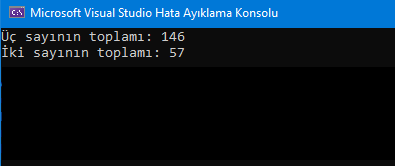 Microsoft Visual Studio Hata Ayıklama Konsolu
Üç sayının toplamı: 146
İki sayının toplamı: 57